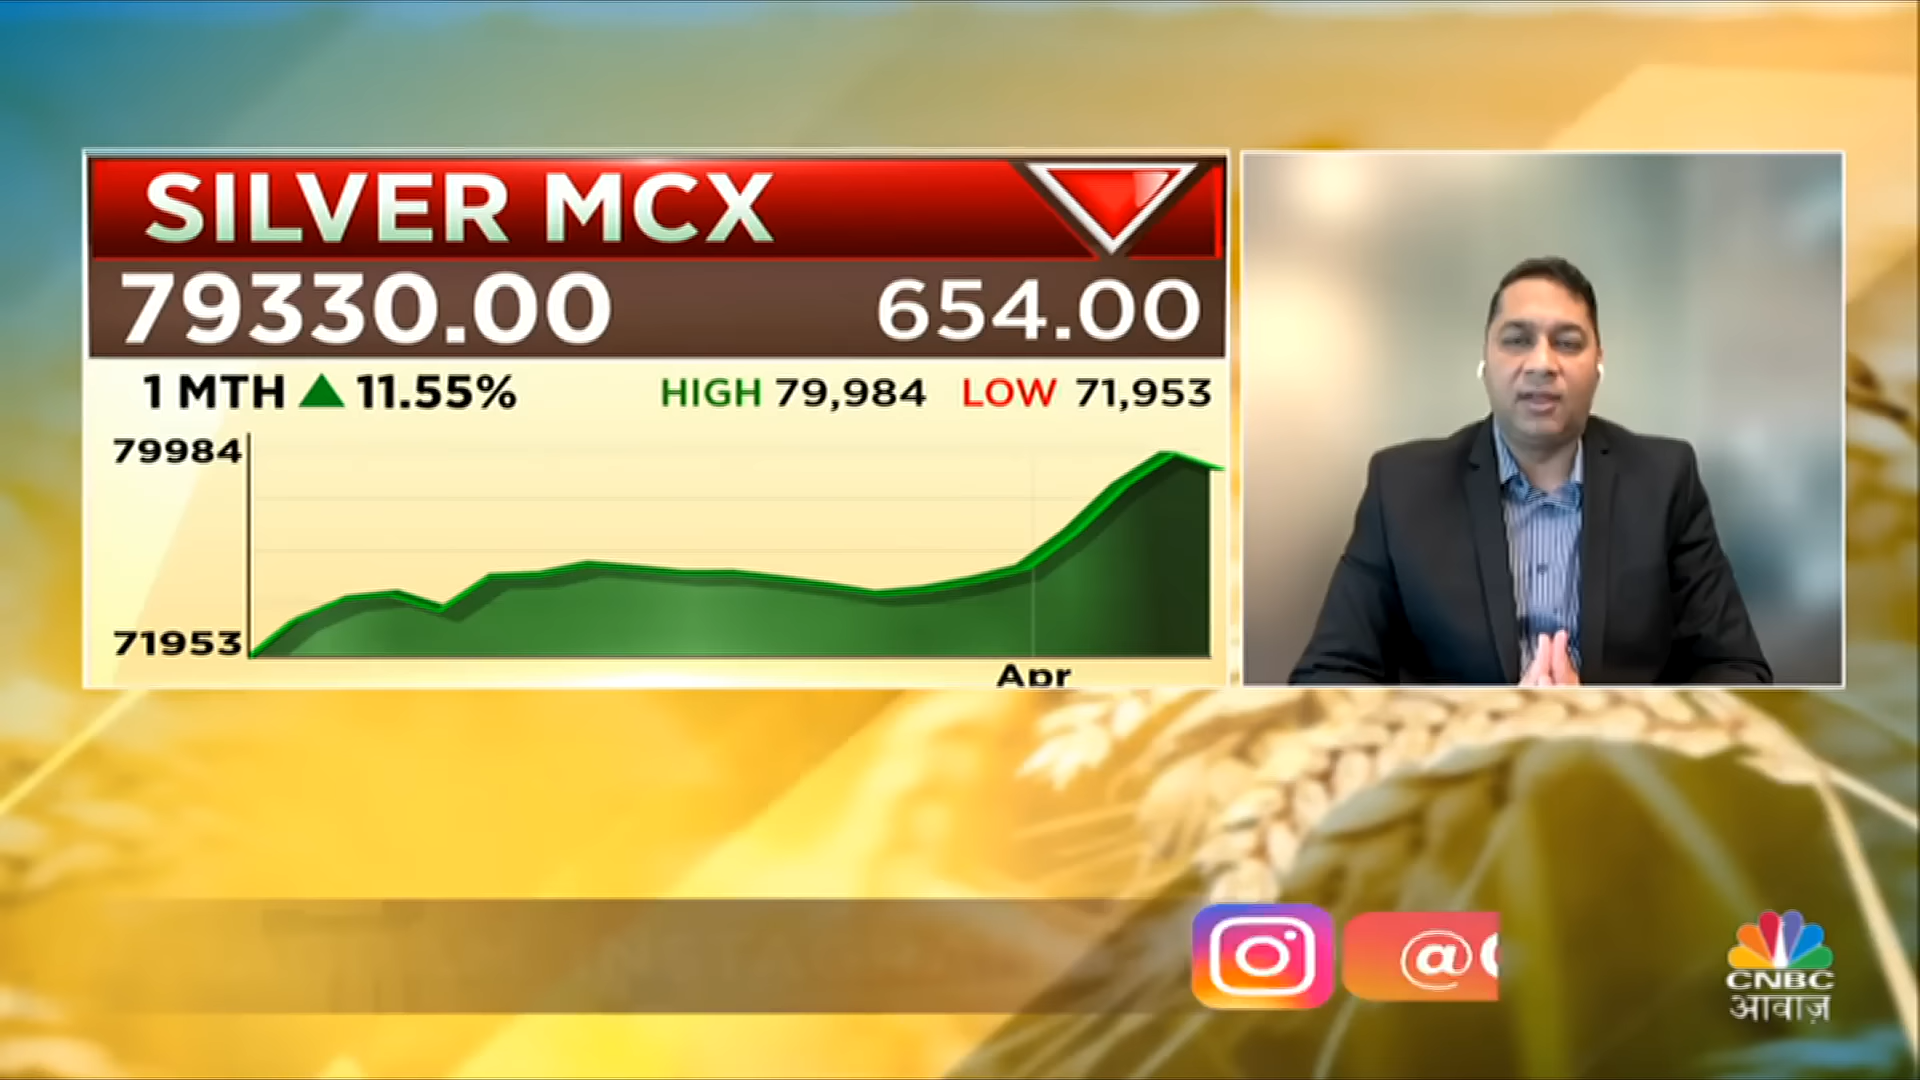 SILVER MCX
79330.00 654.00
1 MTH 11.55% HIGH 79,984 LOW 71,953
79984
71953
Apr
@
CNBC
आवाज़